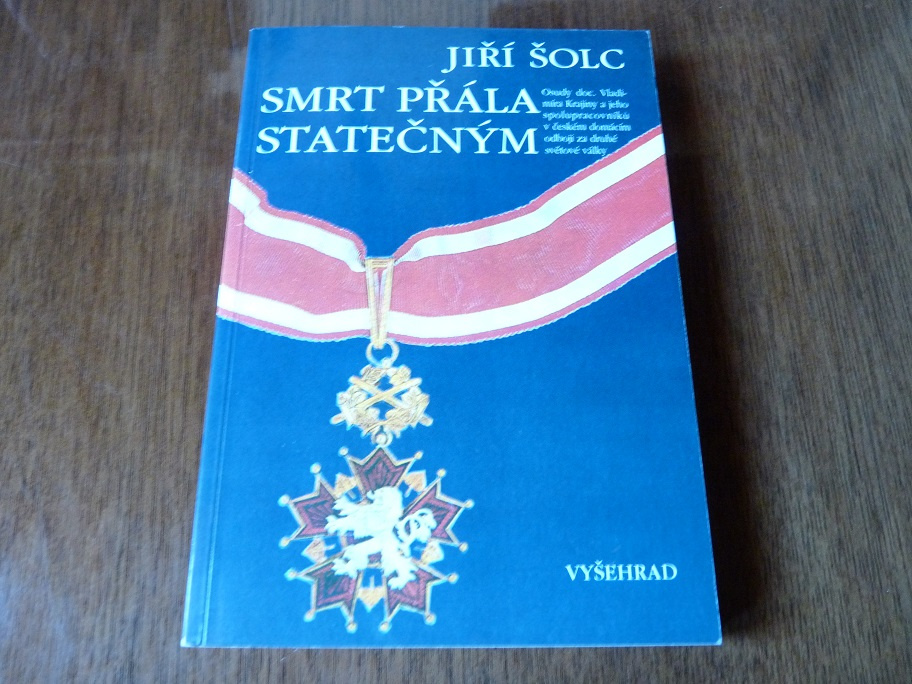 JIŘÍ ŠOLC
SMRT PŘÁLA
STATEČNÝM
Osudy doc. Vladi-
míra Krajiny a jeho
spolupracovníků
v českém domácím
odboji za druhé
světové války
VYŠEHRAD